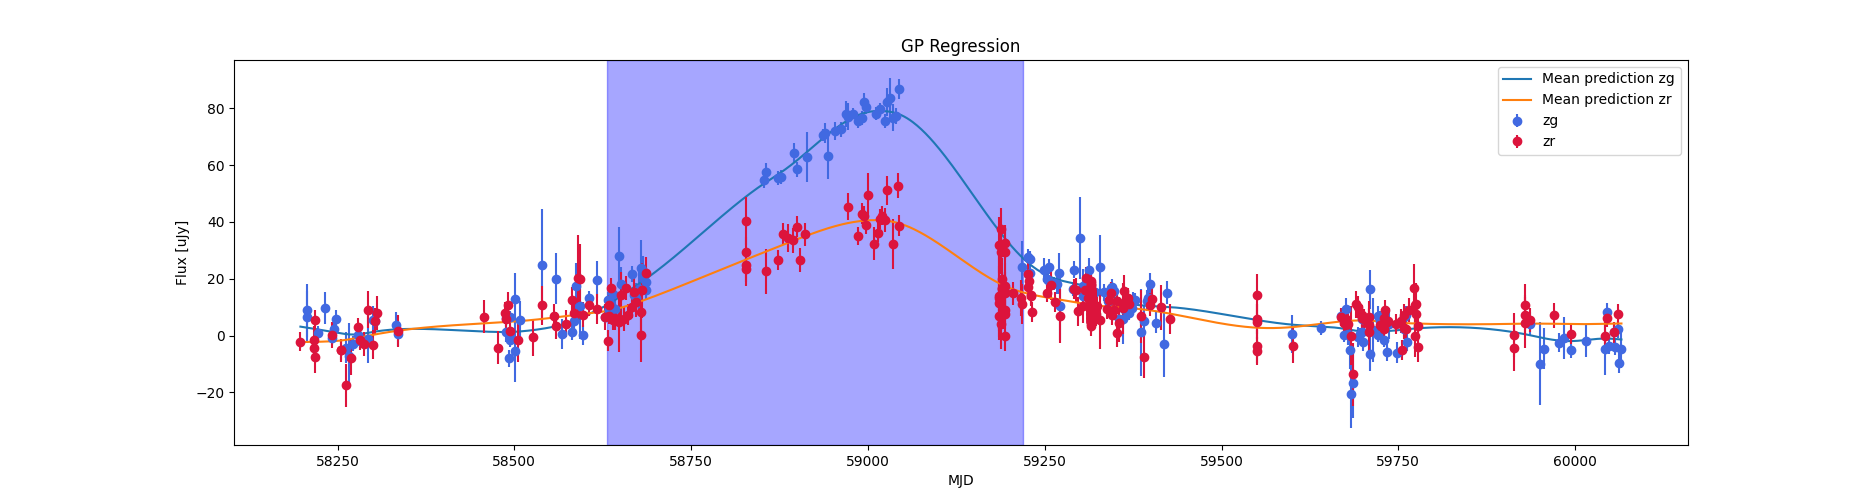 GP Regression
Flux [uJy]
80
60
40
20
0
−20
58250 58500 58750 59000 59250 59500 59750 60000
MJD
Mean prediction zg
Mean prediction zr
zg
zr